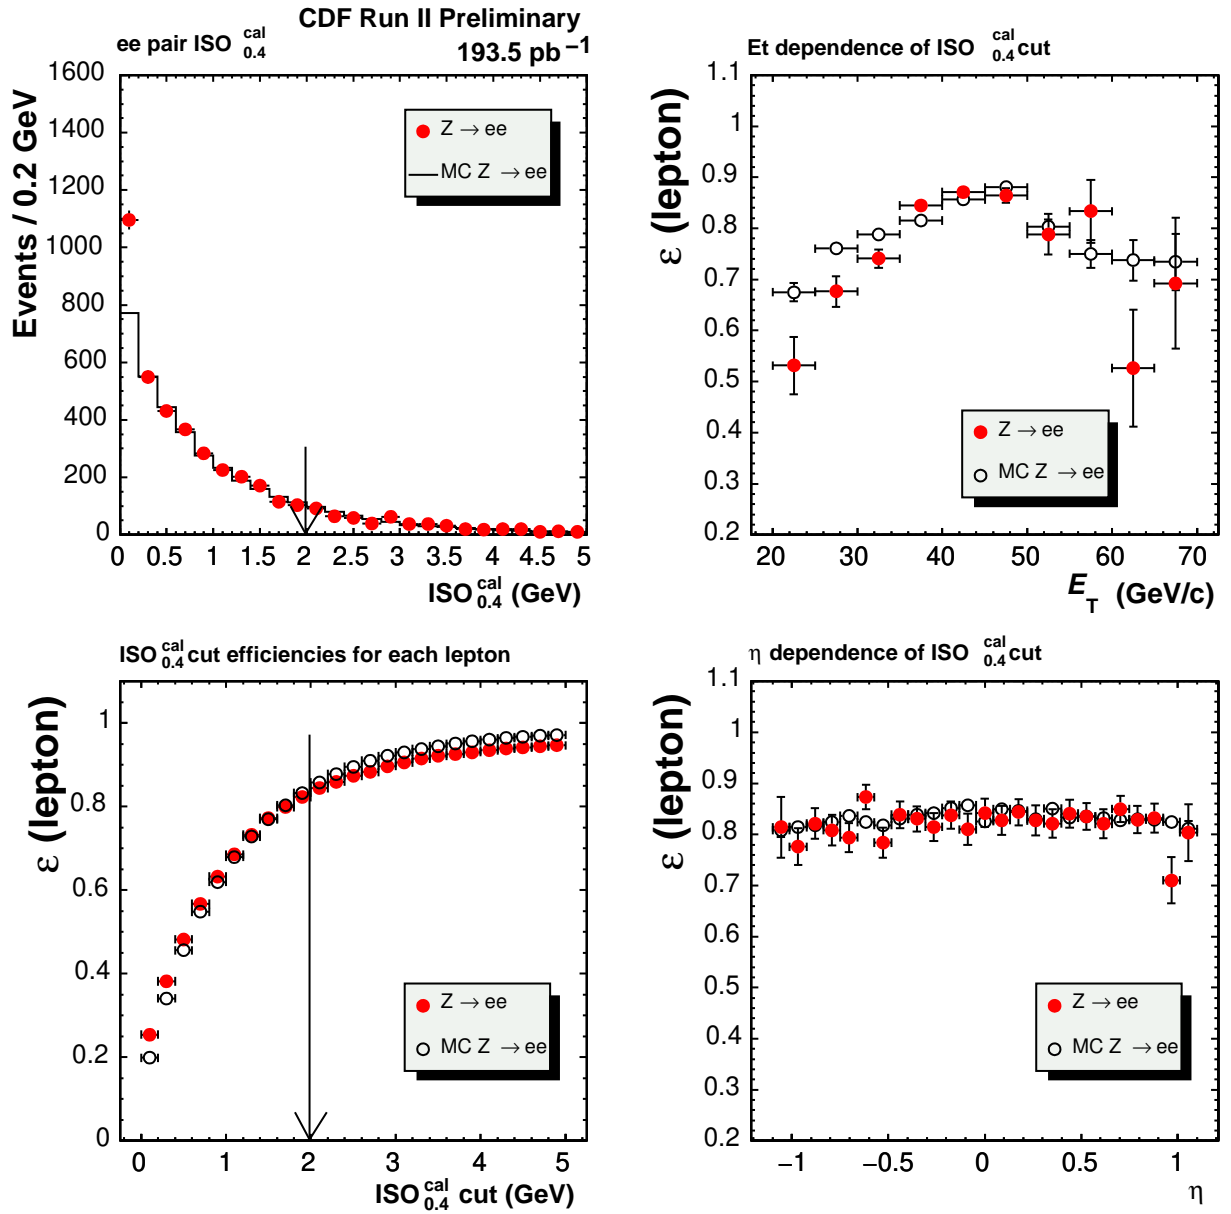 CDF Run II Preliminary
193.5 pb−1
ee pair ISO cal 0.4
1600
1400
1200
1000
800
600
400
200
0
Events / 0.2 GeV
Z → ee
MC Z → ee
0 0.5 1 1.5 2 2.5 3 3.5 4 4.5 5
ISO cal 0.4 (GeV)
Et dependence of ISO cal 0.4 cut
1.1
1
0.9
0.8
0.7
0.6
0.5
0.4
0.3
0.2
ε (lepton)
Z → ee
MC Z → ee
20 30 40 50 60 70
E T (GeV/c)
ISO cal 0.4 cut efficiencies for each lepton
1
0.8
0.6
0.4
0.2
0
ε (lepton)
Z → ee
MC Z → ee
0 1 2 3 4 5
ISO cal 0.4 cut (GeV)
η dependence of ISO cal 0.4 cut
1.1
1
0.9
0.8
0.7
0.6
0.5
0.4
0.3
0.2
ε (lepton)
Z → ee
MC Z → ee
−1 −0.5 0 0.5 1
η